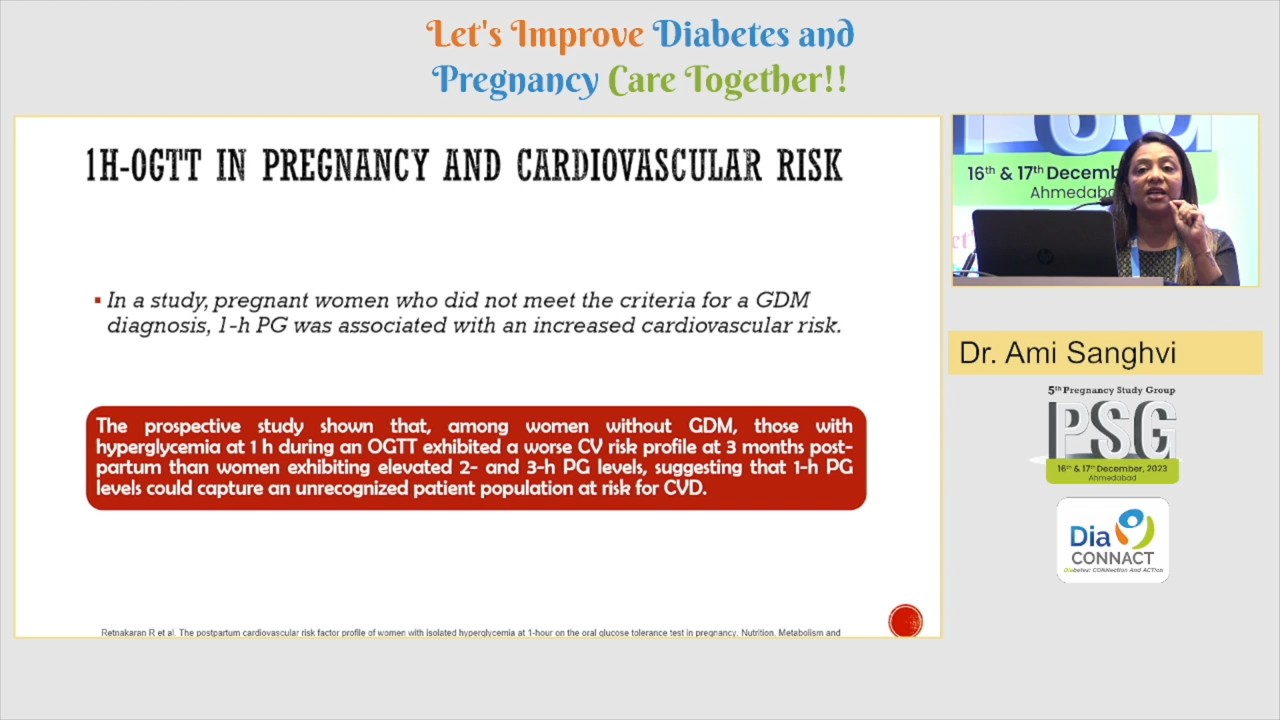 Let's Improve Diabetes and
Pregnancy Care Together!!
1H-OGTT IN PREGNANCY AND CARDIOVASCULAR RISK
In a study, pregnant women who did not meet the criteria for a GDM
diagnosis, 1-h PG was associated with an increased cardiovascular risk.
The prospective study shown that, among women without GDM, those with
hyperglycemia at 1 h during an OGTT exhibited a worse CV risk profile at 3 months post-
partum than women exhibiting elevated 2- and 3-h PG levels, suggesting that 1-h PG
levels could capture an unrecognized patient population at risk for CVD.
Retnakaran R et al. The postpartum cardiovascular risk factor profile of women with isolated hyperglycemia at 1-hour on the oral glucose tolerance test in pregnancy. Nutrition, Metabolism and
16th & 17th Decemb
Ahmedaba
hp
Dr. Ami Sanghvi
5th Pregnancy Study Group
PSG
16th & 17th December, 2023
Ahmedabad
Dia
CONNACT
Diabetes: CONNection And ACTion